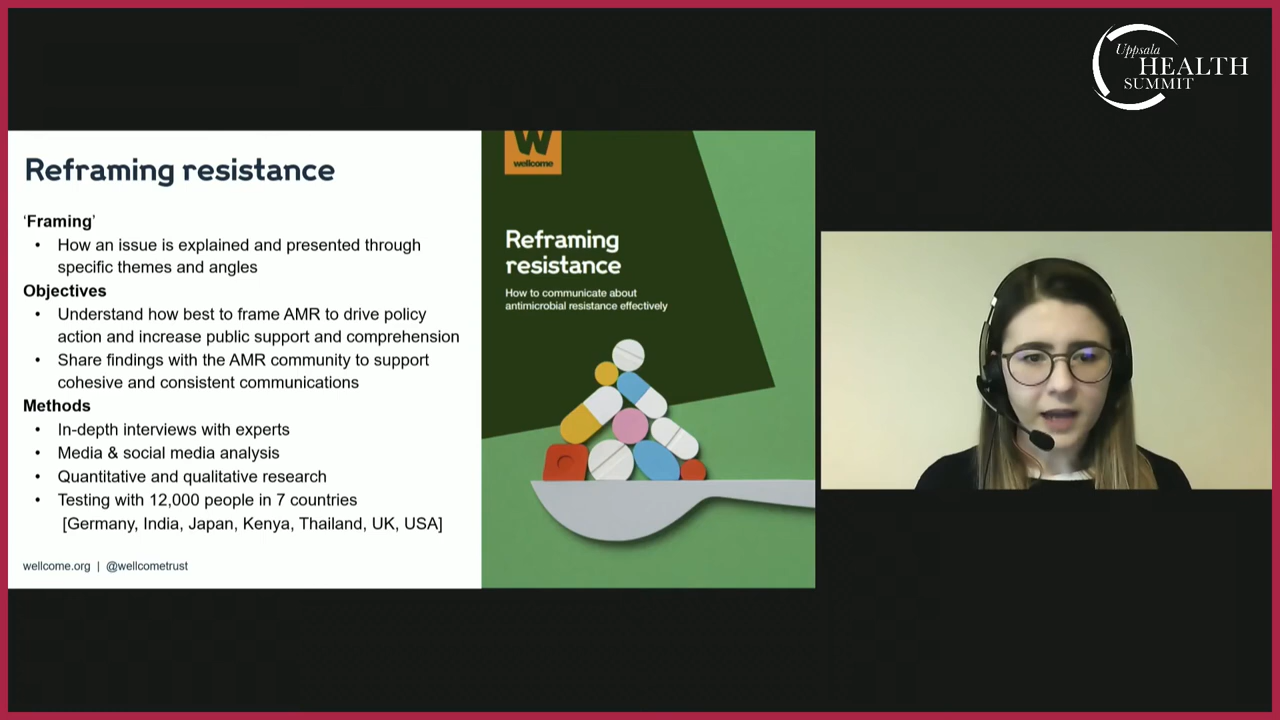 Uppsala
HEALTH
SUMMIT
Reframing resistance
‘Framing’
• How an issue is explained and presented through
specific themes and angles
Objectives
• Understand how best to frame AMR to drive policy
action and increase public support and comprehension
• Share findings with the AMR community to support
cohesive and consistent communications
Methods
• In-depth interviews with experts
• Media & social media analysis
• Quantitative and qualitative research
• Testing with 12,000 people in 7 countries
[Germany, India, Japan, Kenya, Thailand, UK, USA]
wellcome.org | @wellcometrust
W
wellcome
Reframing
resistance
How to communicate about
antimicrobial resistance effectively